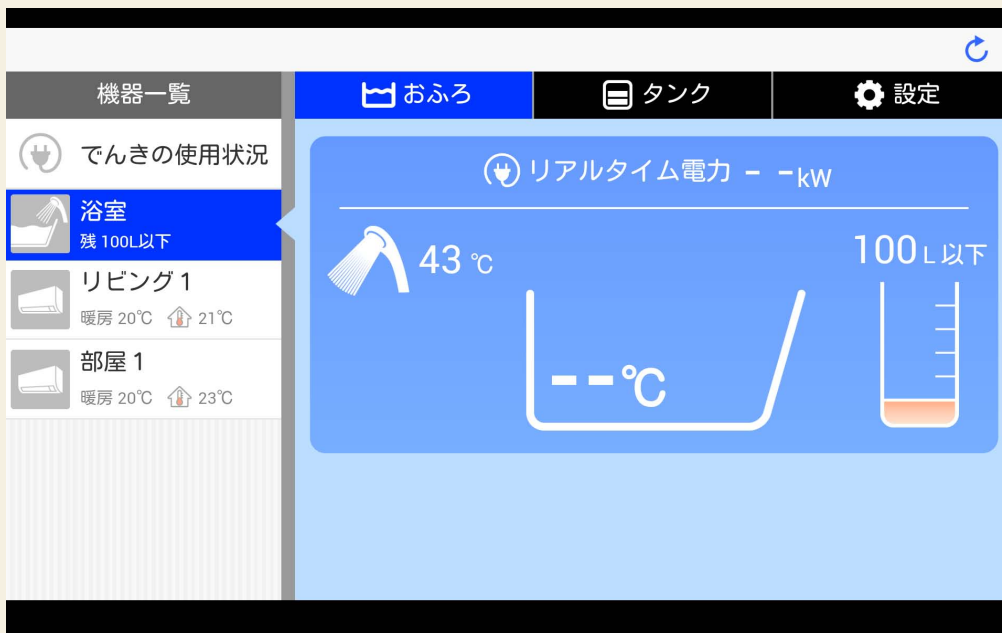 機器一覧
おふろ
タンク
設定
でんきの使用状況
浴室
残 100L以下
リビング 1
暖房 20℃ 21℃
部屋 1
暖房 20℃ 23℃
リアルタイム電力 - -kW
43 ℃
100 L 以下
--℃